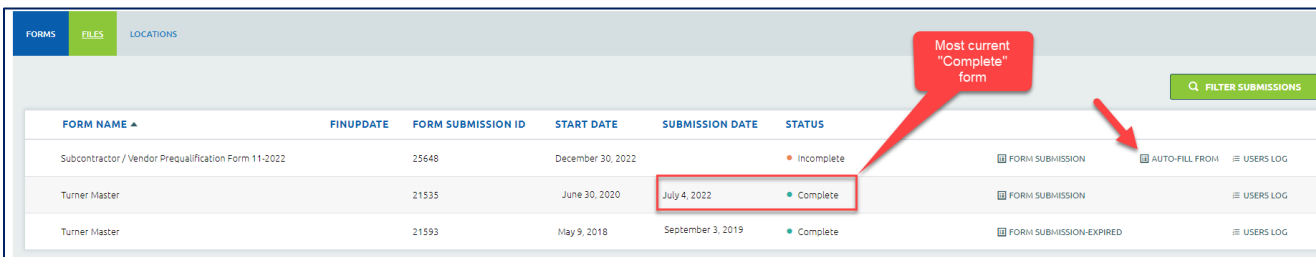 FORMS FILES LOCATIONS
Most current
"Complete"
form
FILTER SUBMISSIONS
FORM NAME FINUPDATE FORM SUBMISSION ID START DATE SUBMISSION DATE STATUS
Subcontractor / Vendor Prequalification Form 11-2022 25648 December 30, 2022 Incomplete FORM SUBMISSION AUTO-FILL FROM USERS LOG
Turner Master 21535 June 30, 2020 July 4, 2022 Complete FORM SUBMISSION USERS LOG
Turner Master 21593 May 9, 2018 September 3, 2019 Complete FORM SUBMISSION-EXPIRED USERS LOG